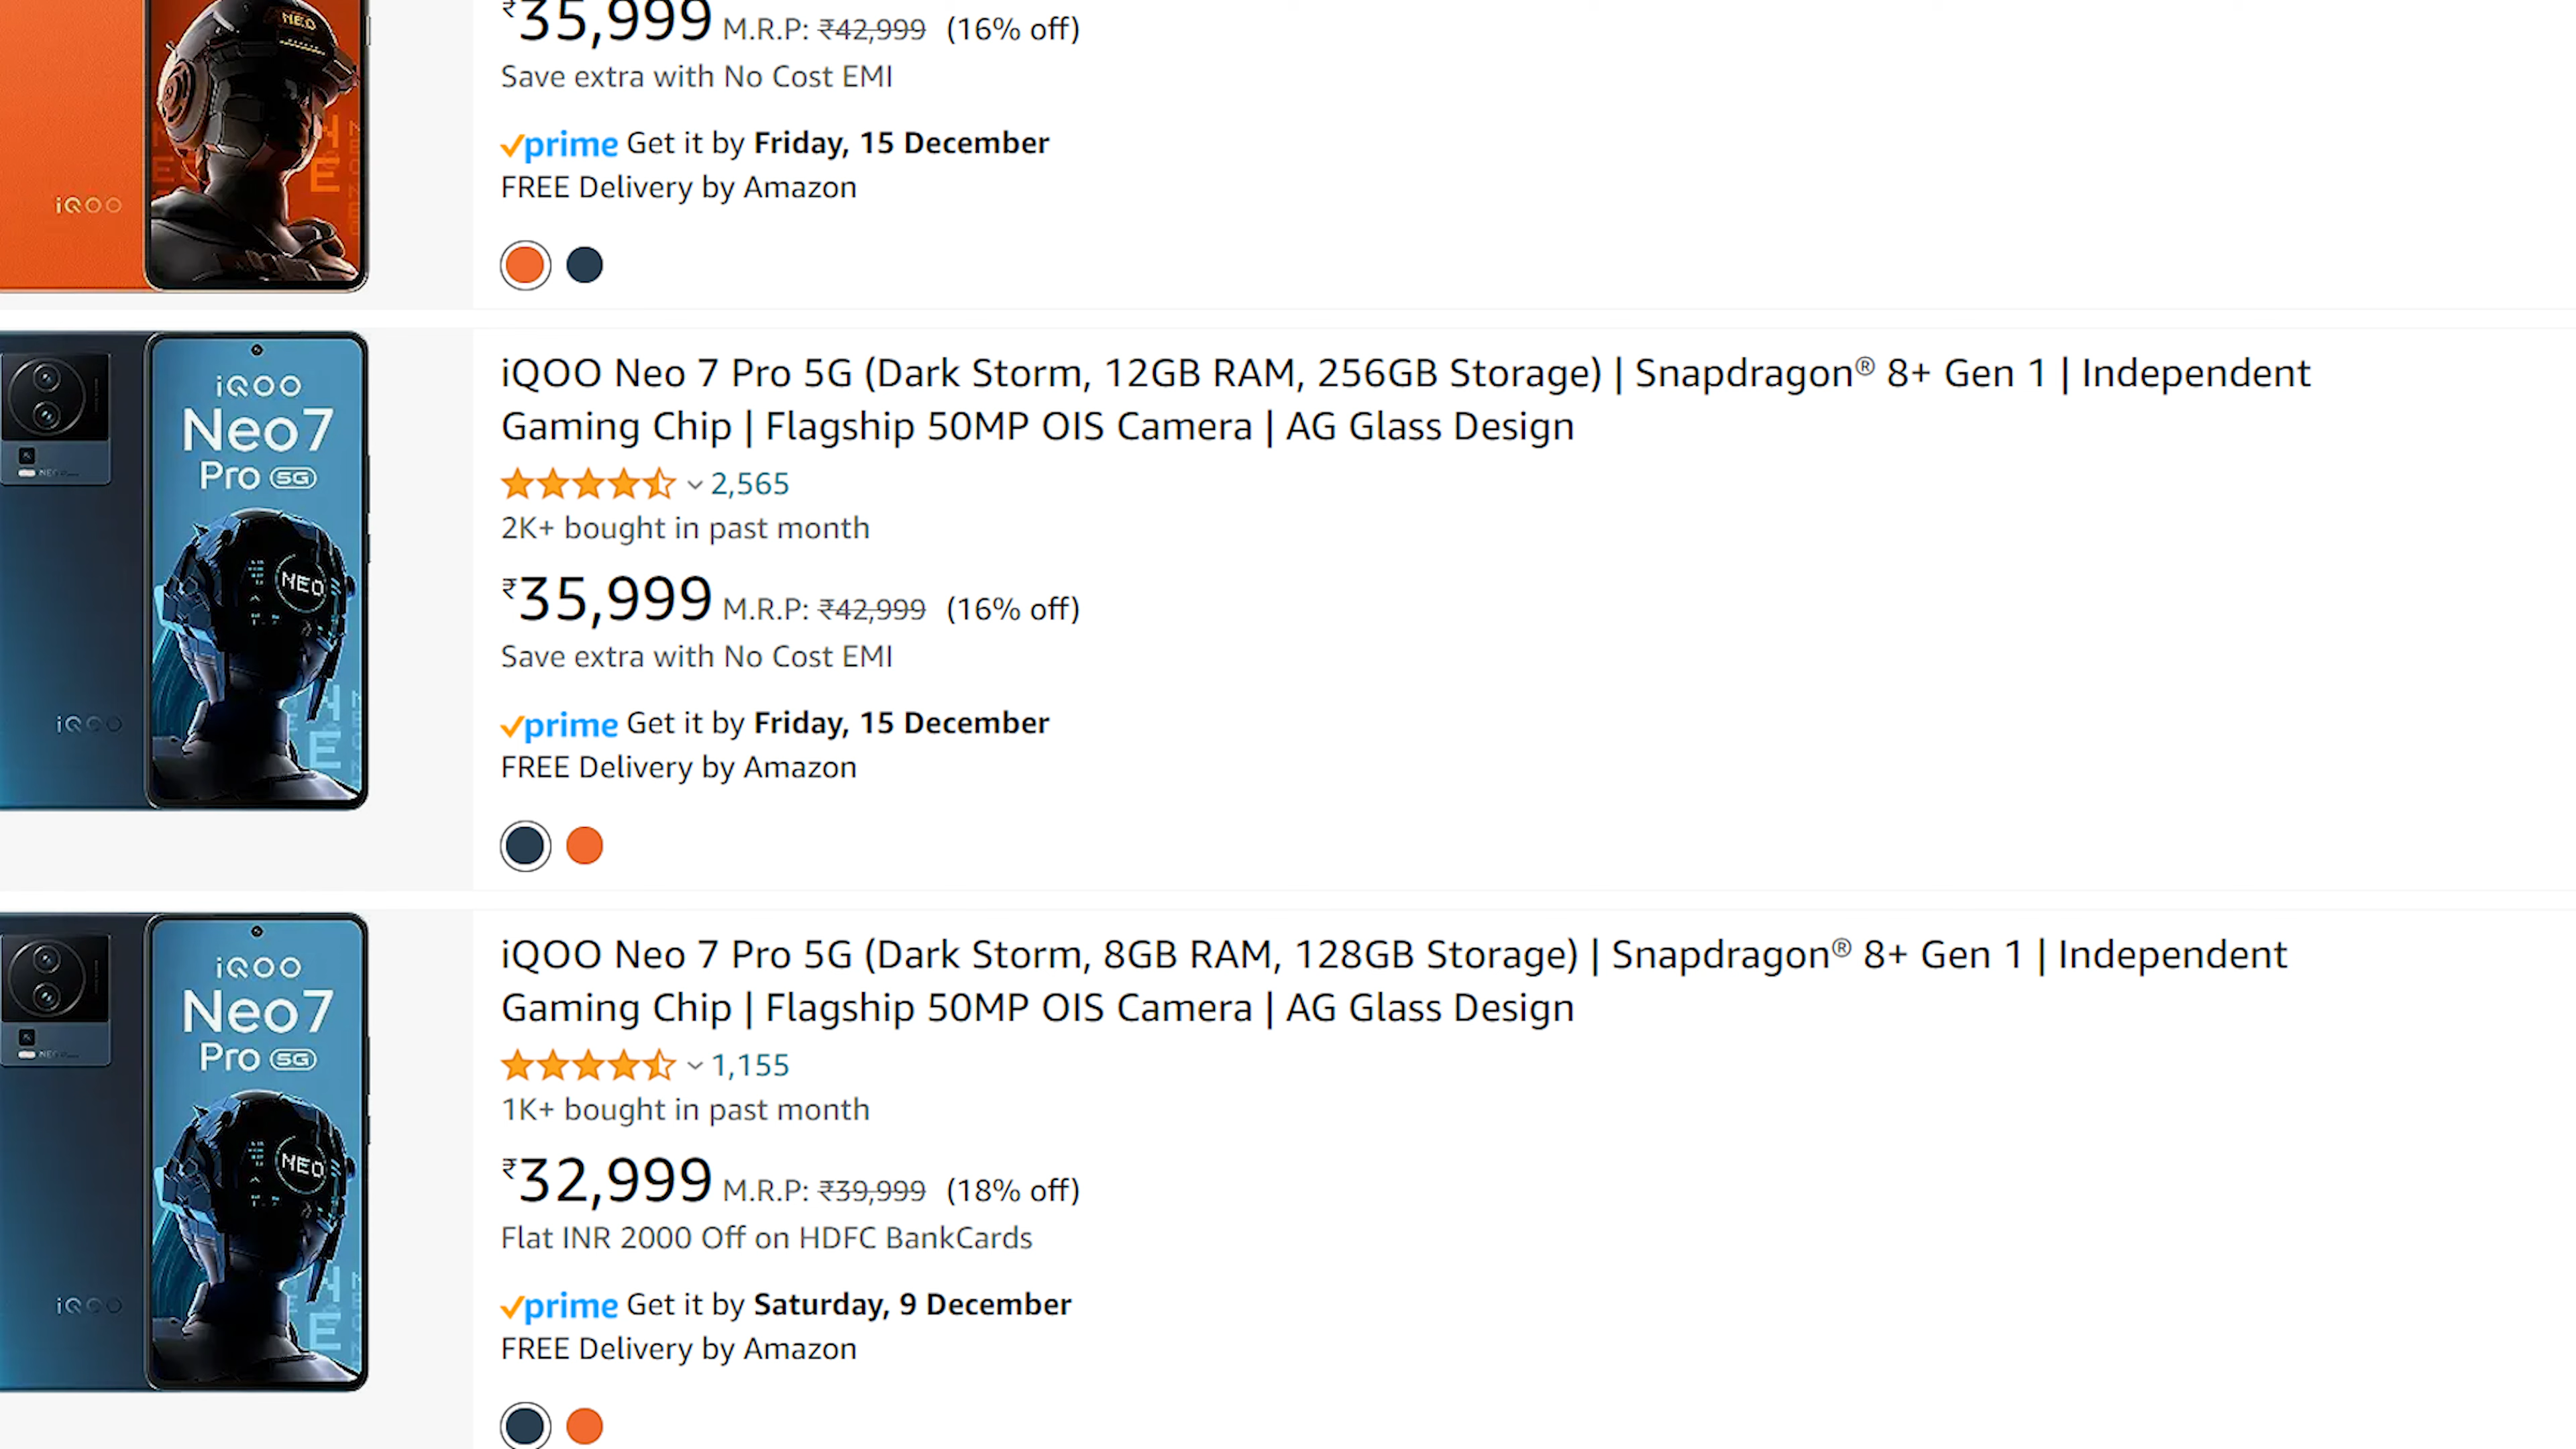 ₹35,999 M.R.P: ₹42,999 (16% off)
Save extra with No Cost EMI
prime Get it by Friday, 15 December
FREE Delivery by Amazon
NEO
iQOO
iQOO Neo 7 Pro 5G (Dark Storm, 12GB RAM, 256GB Storage) | Snapdragon® 8+ Gen 1 | Independent
Gaming Chip | Flagship 50MP OIS Camera | AG Glass Design
2,565
2K+ bought in past month
₹35,999 M.R.P: ₹42,999 (16% off)
Save extra with No Cost EMI
prime Get it by Friday, 15 December
FREE Delivery by Amazon
iQOO
Neo7
Pro 5G
NEO
iQOO
iQOO Neo 7 Pro 5G (Dark Storm, 8GB RAM, 128GB Storage) | Snapdragon® 8+ Gen 1 | Independent
Gaming Chip | Flagship 50MP OIS Camera | AG Glass Design
1,155
1K+ bought in past month
₹32,999 M.R.P: ₹39,999 (18% off)
Flat INR 2000 Off on HDFC BankCards
prime Get it by Saturday, 9 December
FREE Delivery by Amazon
iQOO
Neo7
Pro 5G
NEO
iQOO